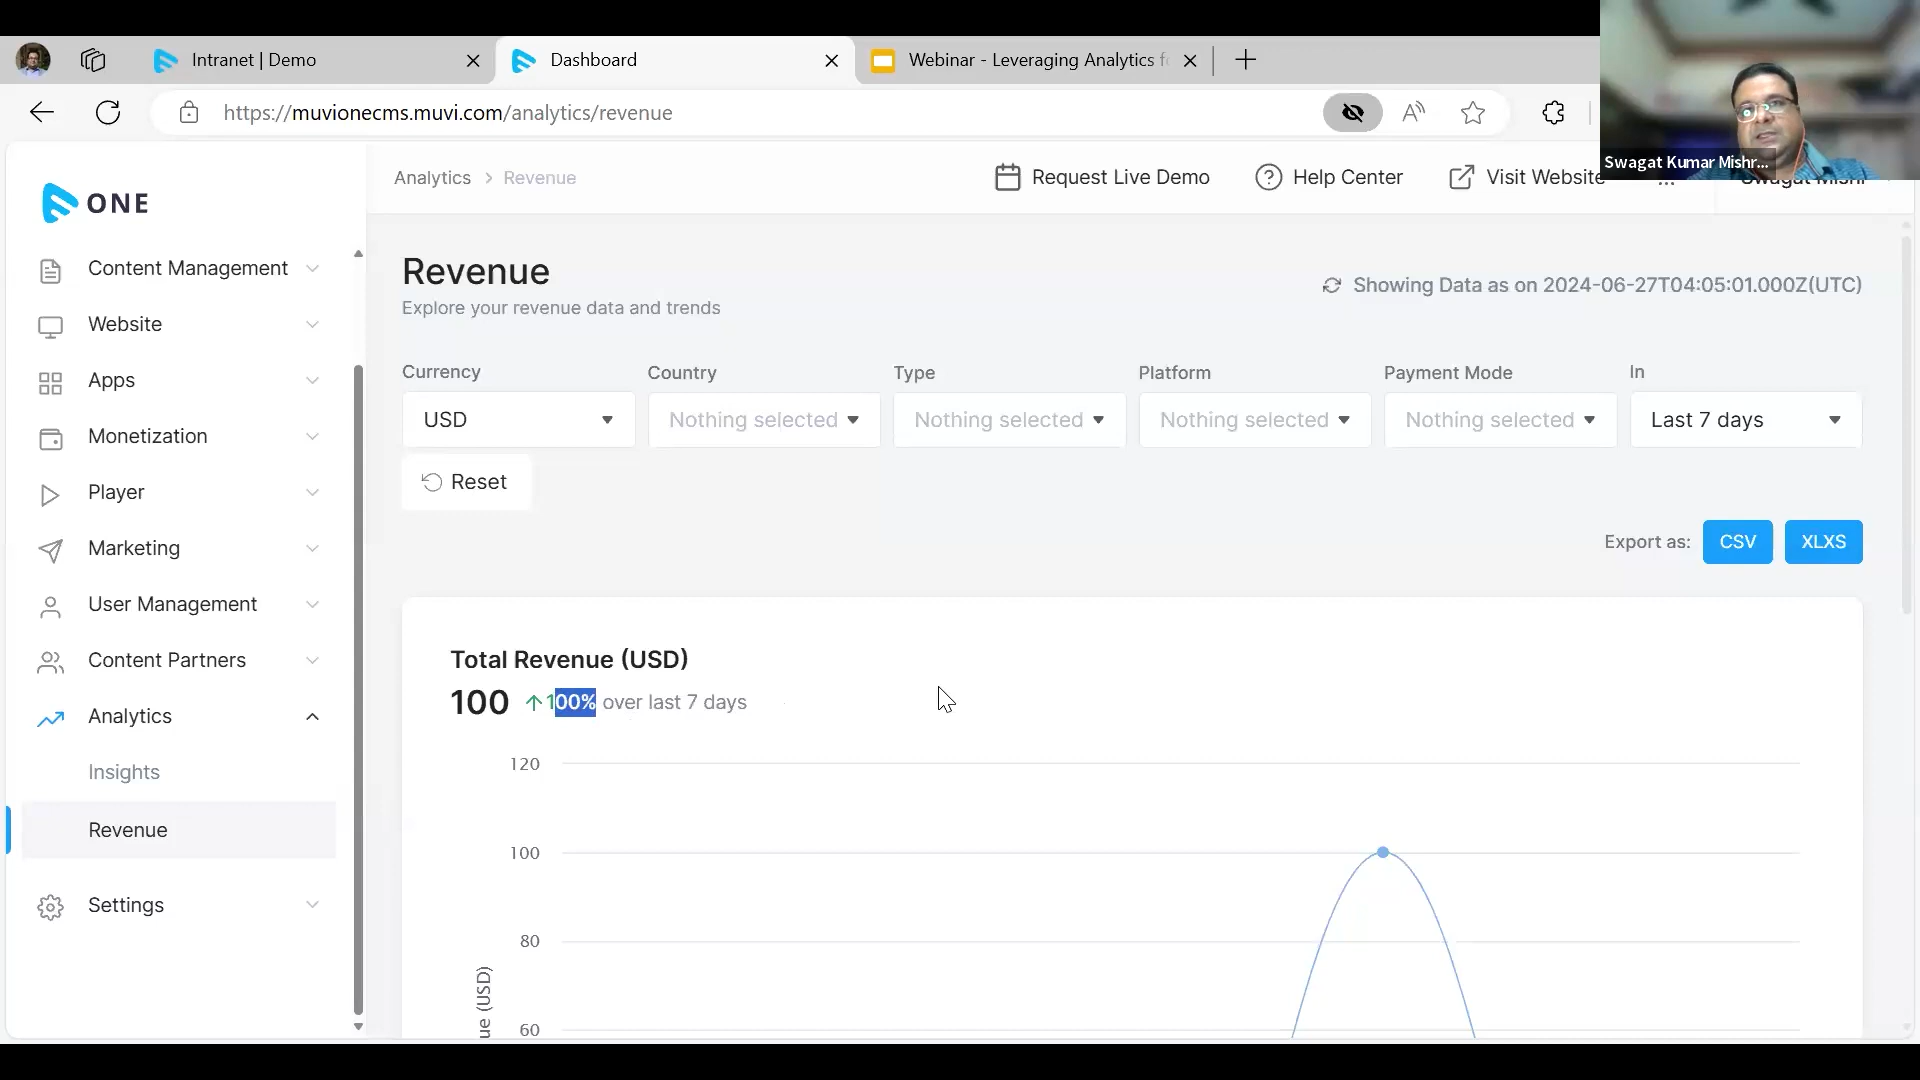 Intranet | Demo
Dashboard
Webinar - Leveraging Analytics f
https://muvionecms.muvi.com/analytics/revenue
Swagat Kumar Mishr...
ONE
Analytics > Revenue
Request Live Demo
Help Center
Visit Website
Content Management
Website
Apps
Monetization
Player
Marketing
User Management
Content Partners
Analytics
Insights
Revenue
Settings
Revenue
Explore your revenue data and trends
Showing Data as on 2024-06-27T04:05:01.000Z(UTC)
Currency
Country
Type
Platform
Payment Mode
In
USD
Nothing selected
Nothing selected
Nothing selected
Nothing selected
Last 7 days
Reset
Export as:
CSV
XLXS
Total Revenue (USD)
100 ↑100% over last 7 days
120
100
80
60
ue (USD)